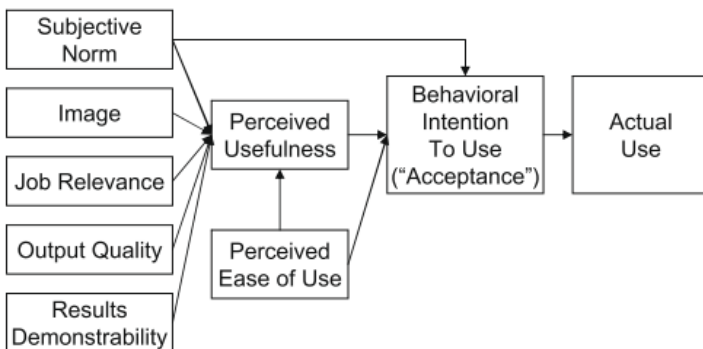 Subjective
Norm
Image
Job Relevance
Output Quality
Results
Demonstrability
Perceived
Usefulness
Perceived
Ease of Use
Behavioral
Intention
To Use
(“Acceptance”)
Actual
Use